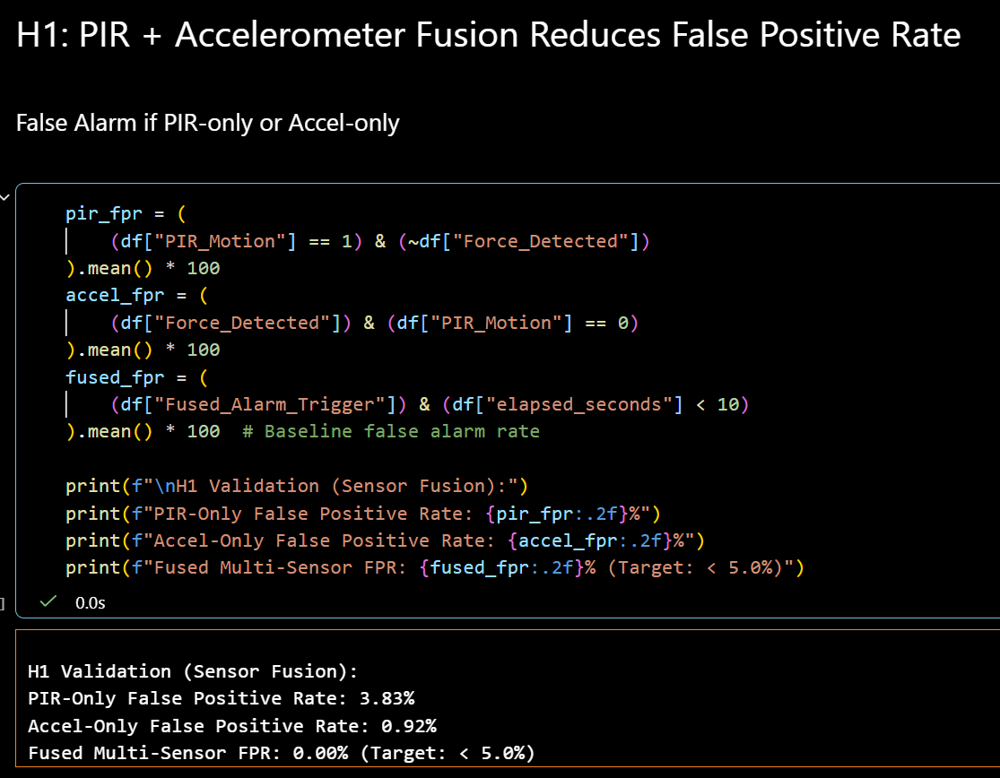 H1: PIR + Accelerometer Fusion Reduces False Positive Rate
False Alarm if PIR-only or Accel-only
pir_fpr = (
    (df["PIR_Motion"] == 1) & (~df["Force_Detected"])
).mean() * 100
accel_fpr = (
    (df["Force_Detected"]) & (df["PIR_Motion"] == 0)
).mean() * 100
fused_fpr = (
    (df["Fused_Alarm_Trigger"]) & (df["elapsed_seconds"] < 10)
).mean() * 100  # Baseline false alarm rate
print(f"\nH1 Validation (Sensor Fusion):")
print(f"PIR-Only False Positive Rate: {pir_fpr:.2f}%")
print(f"Accel-Only False Positive Rate: {accel_fpr:.2f}%")
print(f"Fused Multi-Sensor FPR: {fused_fpr:.2f}% (Target: < 5.0%)")
] 0.0s
H1 Validation (Sensor Fusion):
PIR-Only False Positive Rate: 3.83%
Accel-Only False Positive Rate: 0.92%
Fused Multi-Sensor FPR: 0.00% (Target: < 5.0%)